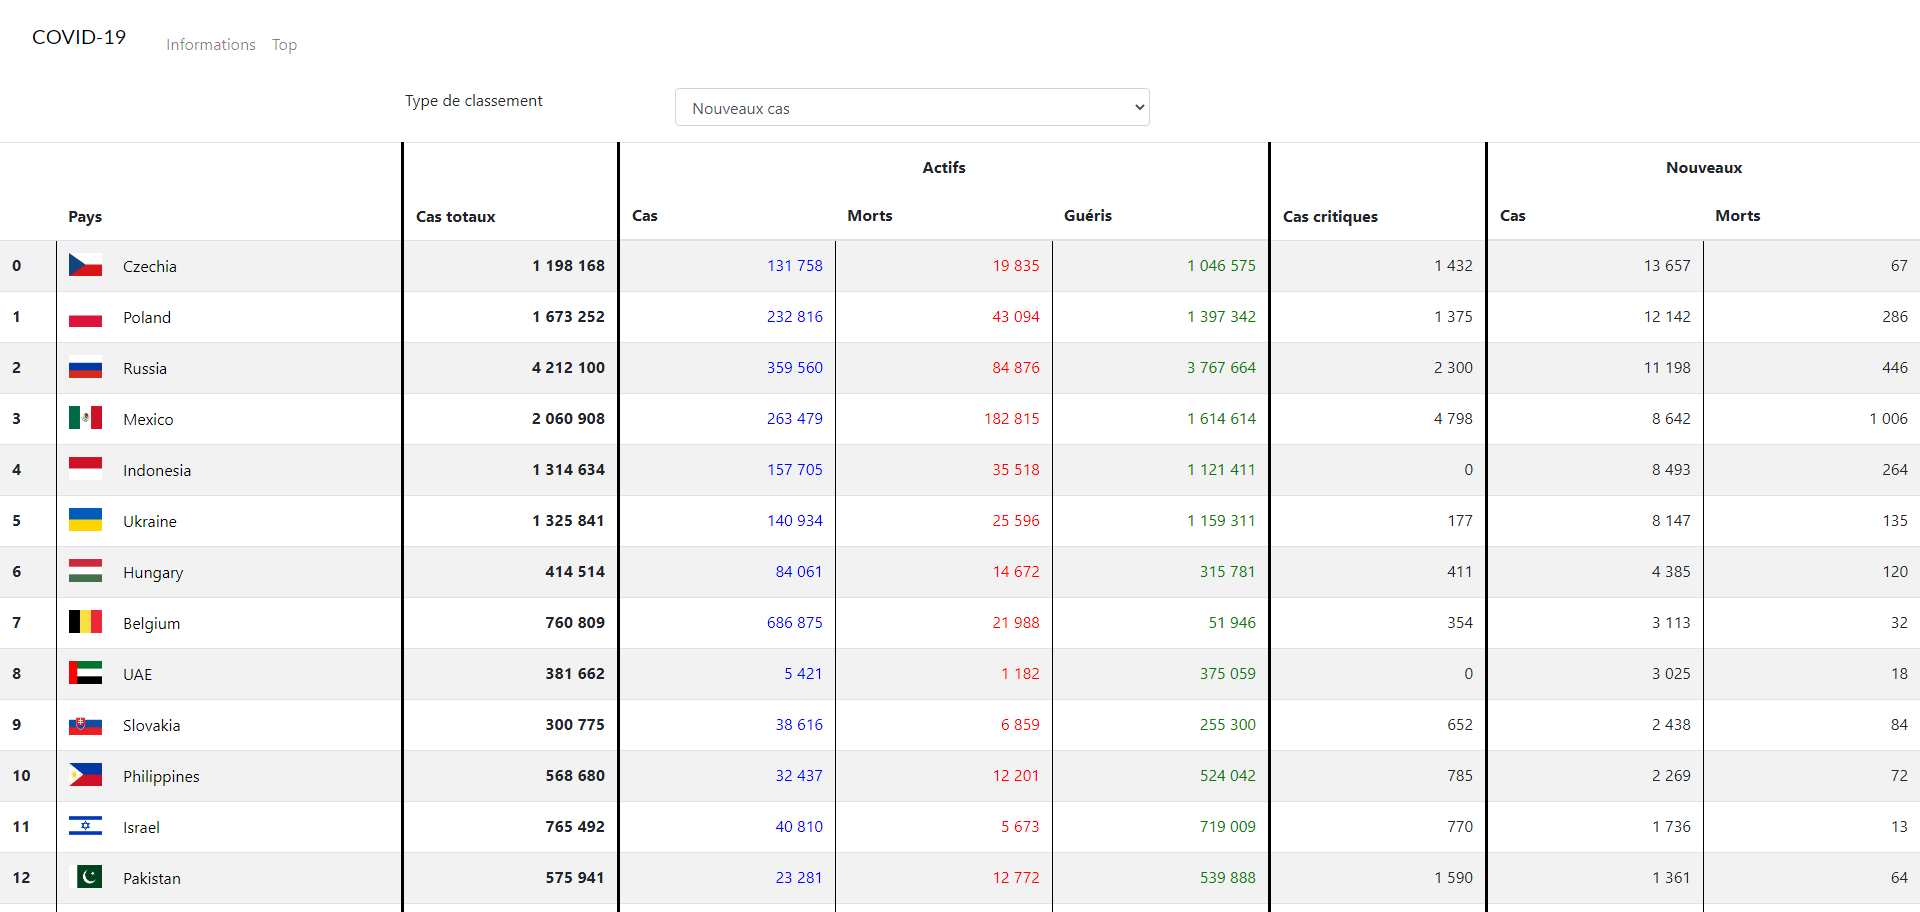 COVID-19 Informations Top
Type de classement Nouveaux cas
Actifs Nouveaux
Pays Cas totaux Cas Morts Guéris Cas critiques Cas Morts
0 Czechia 1 198 168 131 758 19 835 1 046 575 1 432 13 657 67
1 Poland 1 673 252 232 816 43 094 1 397 342 1 375 12 142 286
2 Russia 4 212 100 359 560 84 876 3 767 664 2 300 11 198 446
3 Mexico 2 060 908 263 479 182 815 1 614 614 4 798 8 642 1 006
4 Indonesia 1 314 634 157 705 35 518 1 121 411 0 8 493 264
5 Ukraine 1 325 841 140 934 25 596 1 159 311 177 8 147 135
6 Hungary 414 514 84 061 14 672 315 781 411 4 385 120
7 Belgium 760 809 686 875 21 988 51 946 354 3 113 32
8 UAE 381 662 5 421 1 182 375 059 0 3 025 18
9 Slovakia 300 775 38 616 6 859 255 300 652 2 438 84
10 Philippines 568 680 32 437 12 201 524 042 785 2 269 72
11 Israel 765 492 40 810 5 673 719 009 770 1 736 13
12 Pakistan 575 941 23 281 12 772 539 888 1 590 1 361 64